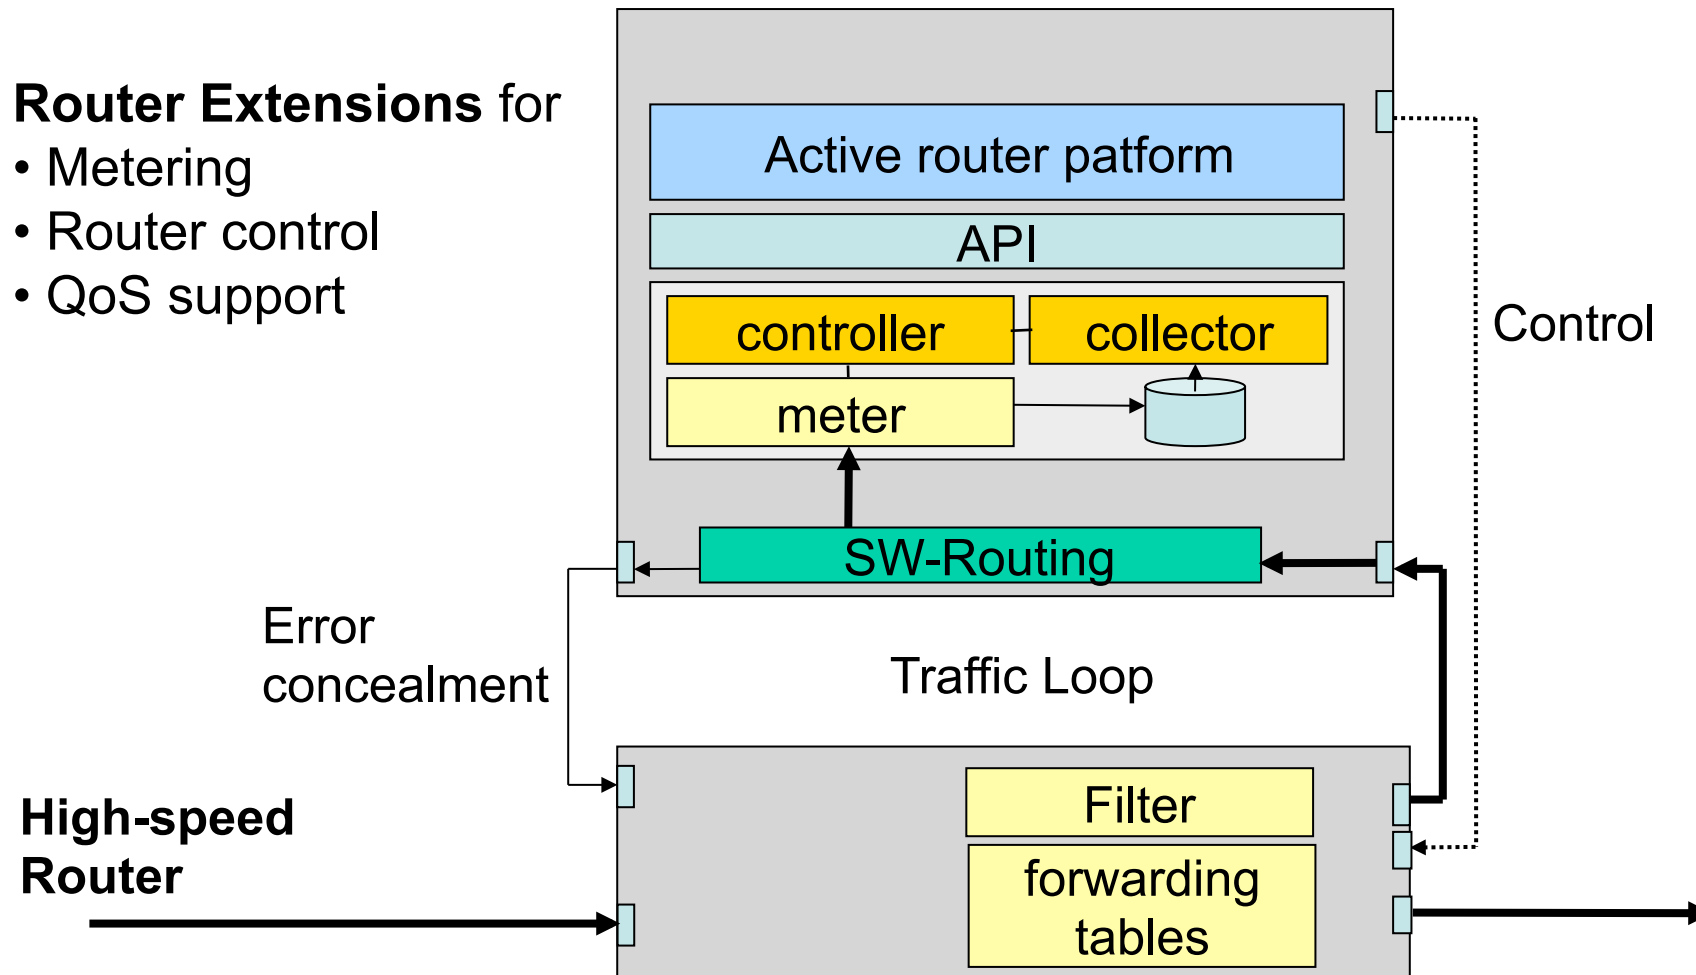 Router Extensions for
• Metering
• Router control
• QoS support
Active router patform
API
controller
collector
meter
Control
SW-Routing
Error
concealment
Traffic Loop
High-speed
Router
Filter
forwarding
tables